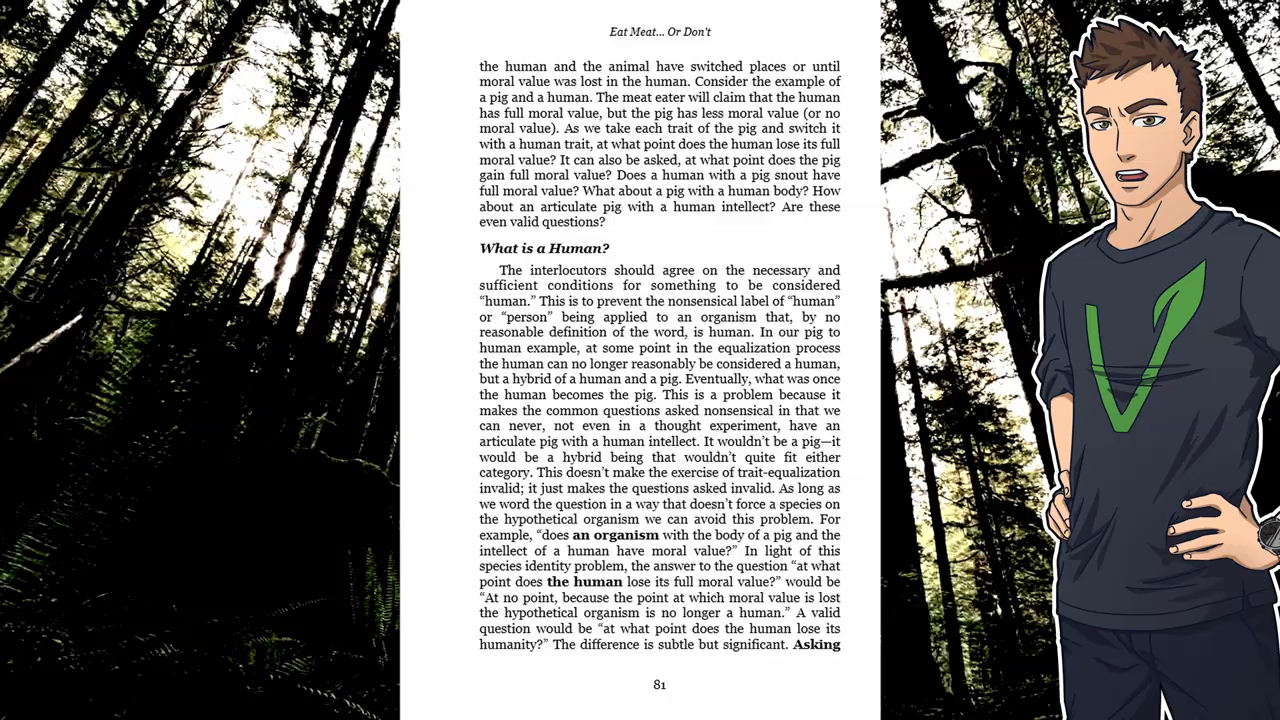 Eat Meat... Or Don't
the human and the animal have switched places or until
moral value was lost in the human. Consider the example of
a pig and a human. The meat eater will claim that the human
has full moral value, but the pig has less moral value (or no
moral value). As we take each trait of the pig and switch it
with a human trait, at what point does the human lose its full
moral value? It can also be asked, at what point does the pig
gain full moral value? Does a human with a pig snout have
full moral value? What about a pig with a human body? How
about an articulate pig with a human intellect? Are these
even valid questions?
What is a Human?
The interlocutors should agree on the necessary and
sufficient conditions for something to be considered
“human.” This is to prevent the nonsensical label of “human”
or “person” being applied to an organism that, by no
reasonable definition of the word, is human. In our pig to
human example, at some point in the equalization process
the human can no longer reasonably be considered a human,
but a hybrid of a human and a pig. Eventually, what was once
the human becomes the pig. This is a problem because it
makes the common questions asked nonsensical in that we
can never, not even in a thought experiment, have an
articulate pig with a human intellect. It wouldn’t be a pig—it
would be a hybrid being that wouldn’t quite fit either
category. This doesn’t make the exercise of trait-equalization
invalid; it just makes the questions asked invalid. As long as
we word the question in a way that doesn’t force a species on
the hypothetical organism we can avoid this problem. For
example, “does an organism with the body of a pig and the
intellect of a human have moral value?” In light of this
species identity problem, the answer to the question “at what
point does the human lose its full moral value?” would be
“At no point, because the point at which moral value is lost
the hypothetical organism is no longer a human.” A valid
question would be “at what point does the human lose its
humanity?” The difference is subtle but significant. Asking
81